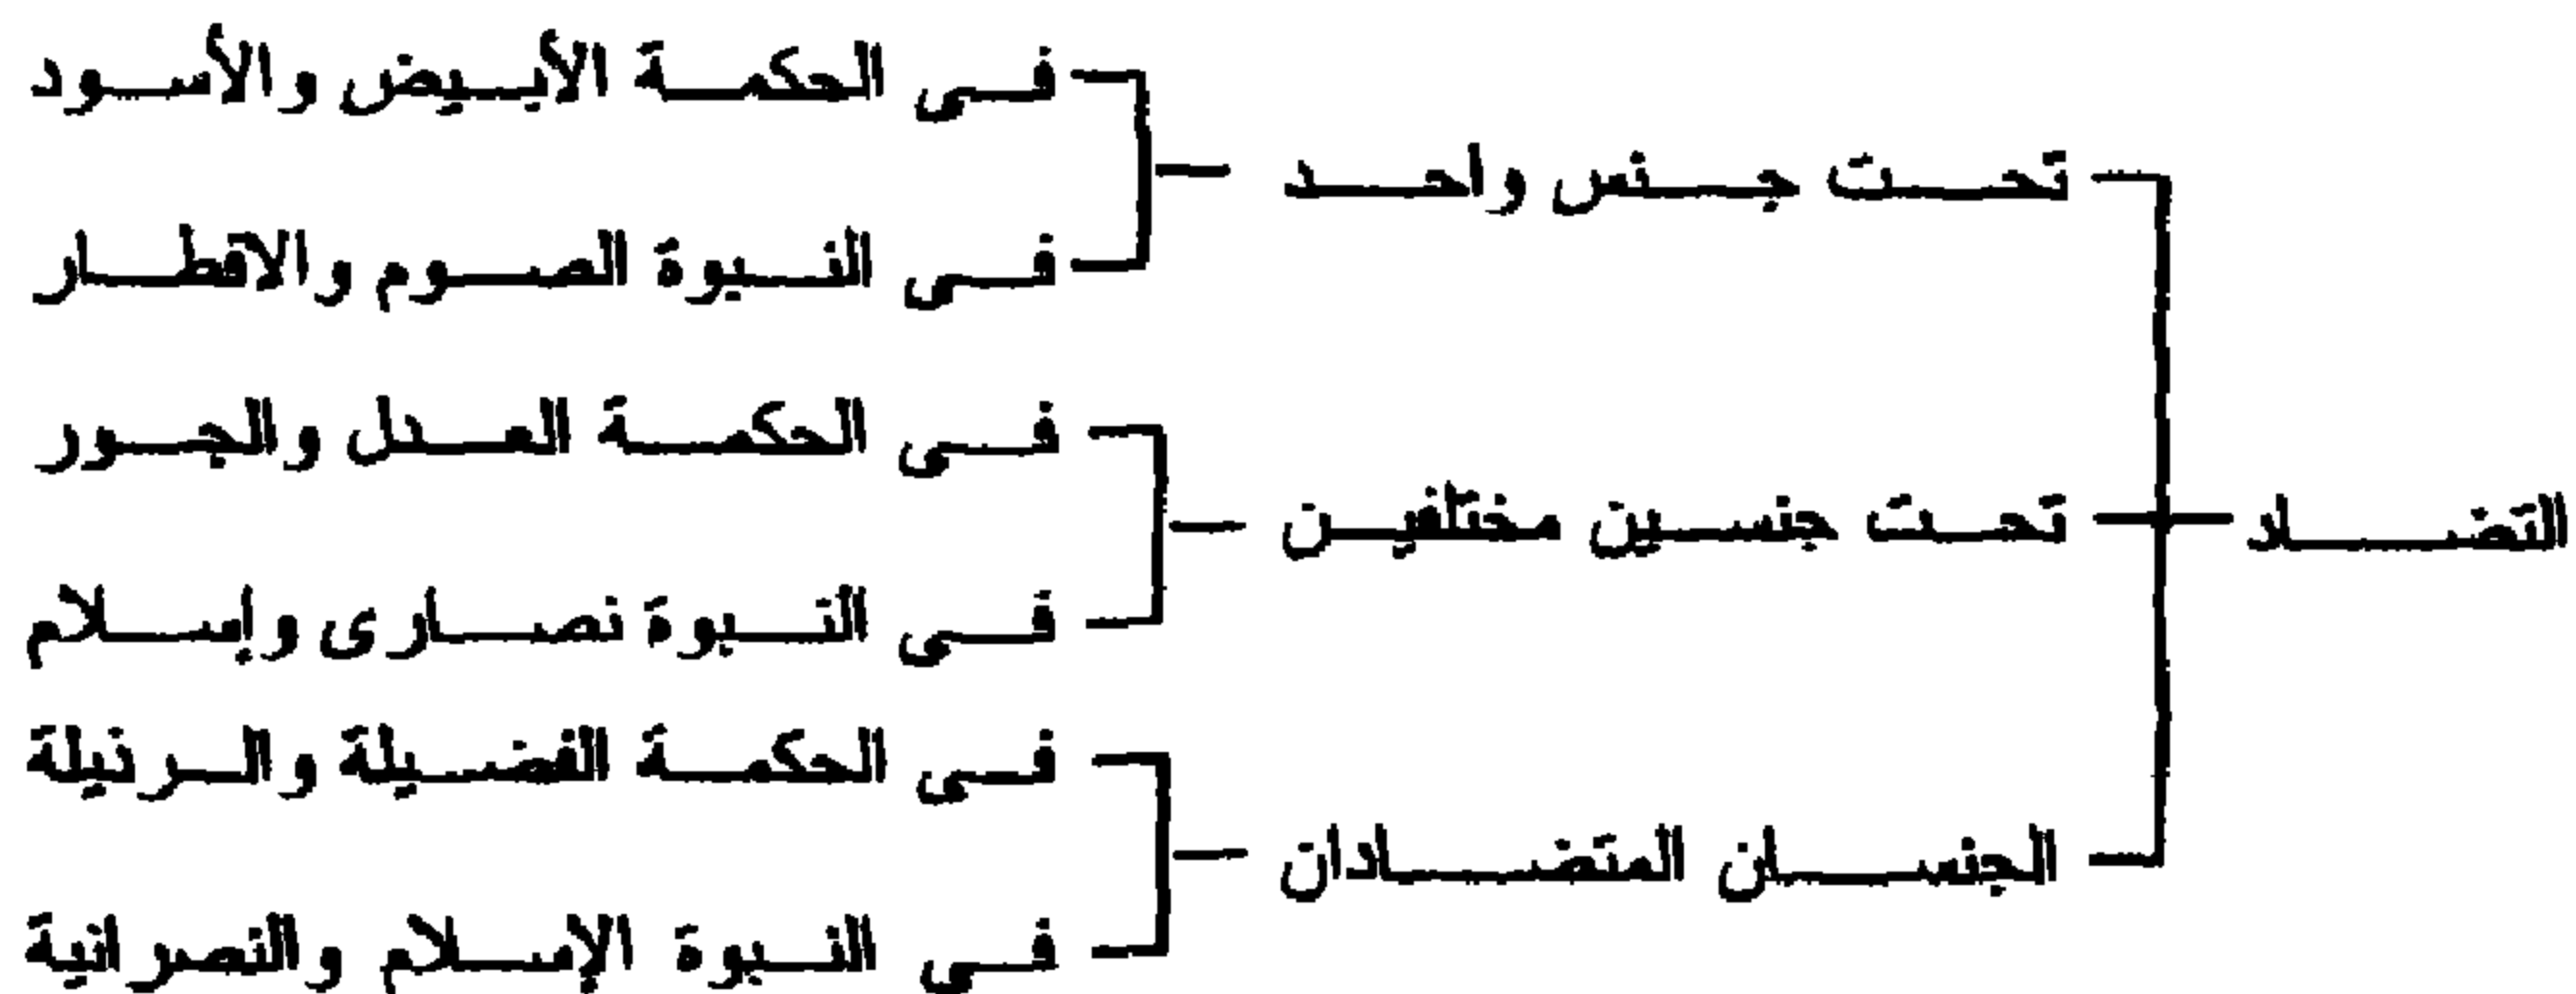 التضاد
تحت جنس واحد
فى الحكمة الأبيض والأسود
فى النبوة الصوم والافطار
تحت جنسين مختلفين
فى الحكمة العدل والجور
فى النبوة نصارى وإسلام
الجنسان المتضادان
فى الحكمة الفضيلة والرذيلة
فى النبوة الإسلام والنصرانية